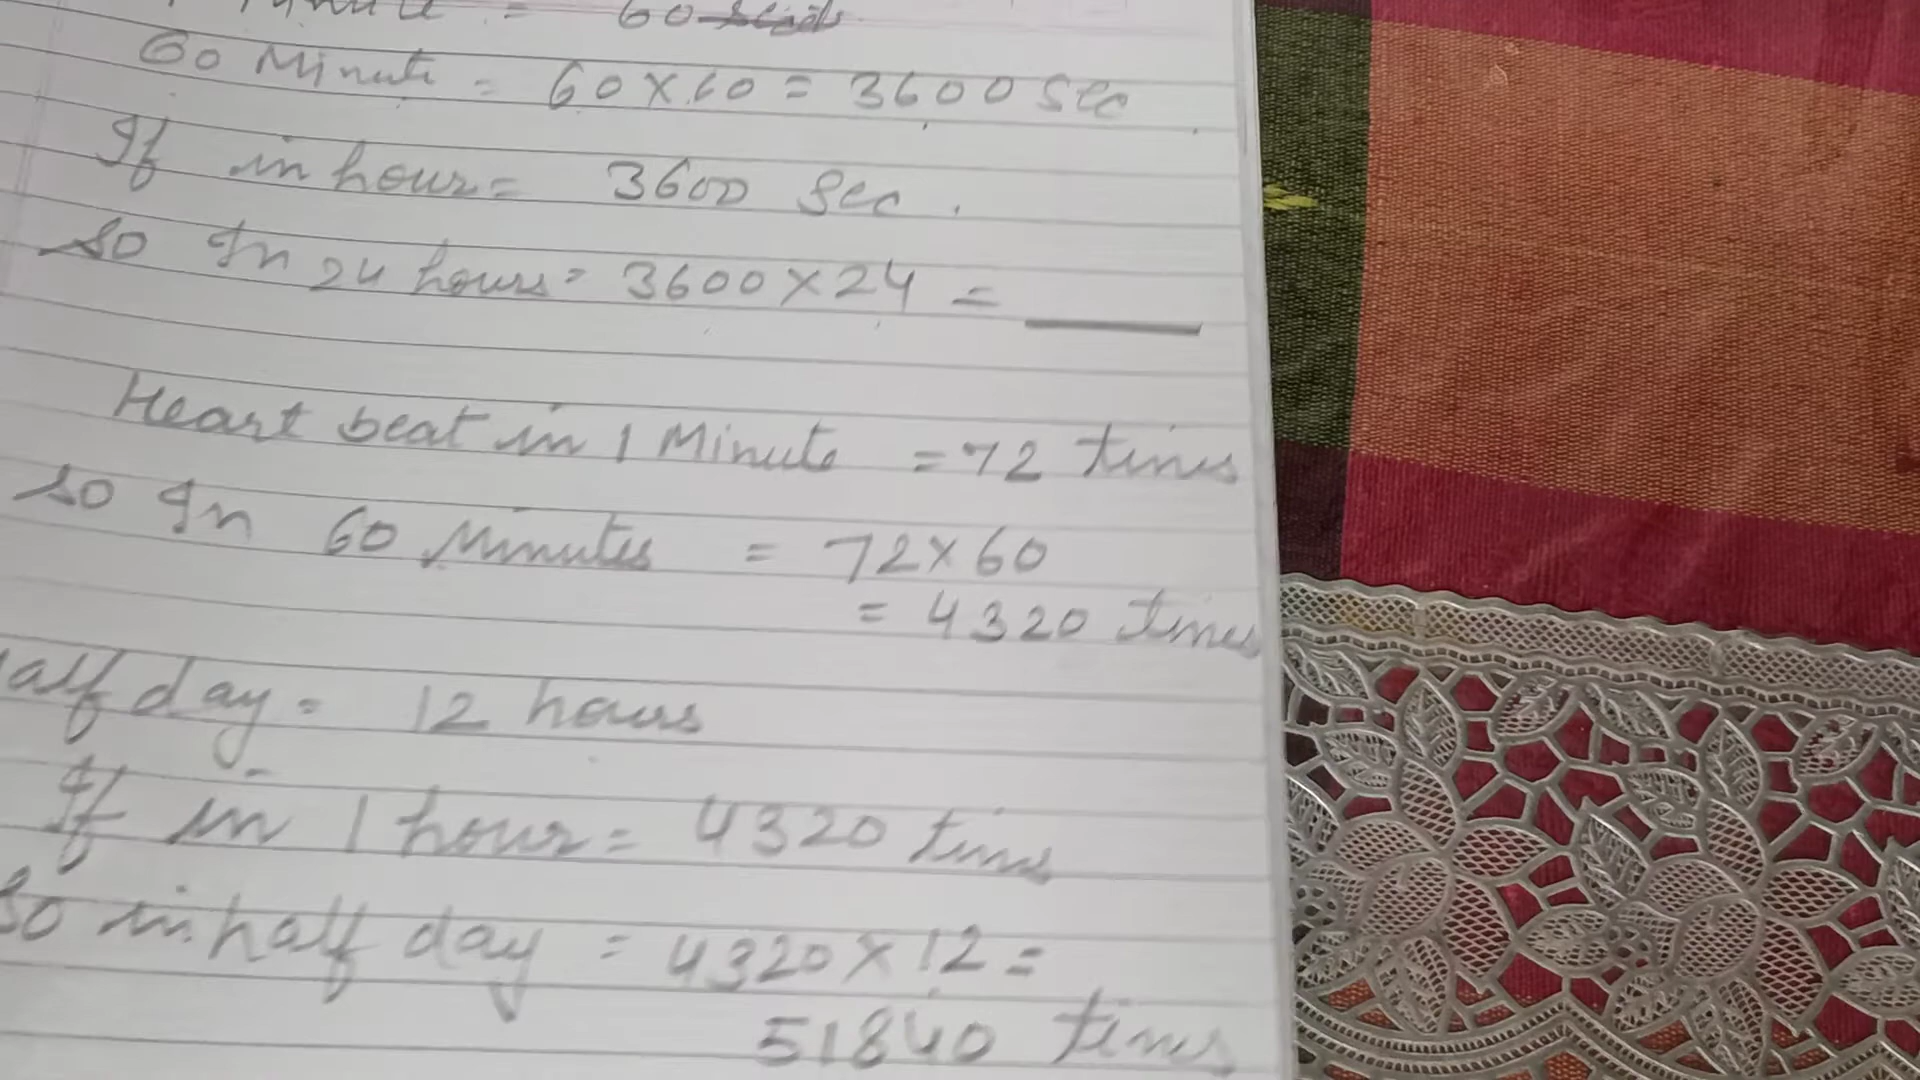 Minute = 60
60 Minute = 60×60 = 3600 Sec
If in hour = 3600 Sec.
So In 24 hours = 3600×24 =
Heart beat in 1 Minute = 72 times
So In 60 Minutes = 72×60
= 4320 times
alf day = 12 hours
If in 1 hour = 4320 times
So in half day = 4320×12 =
51840 times